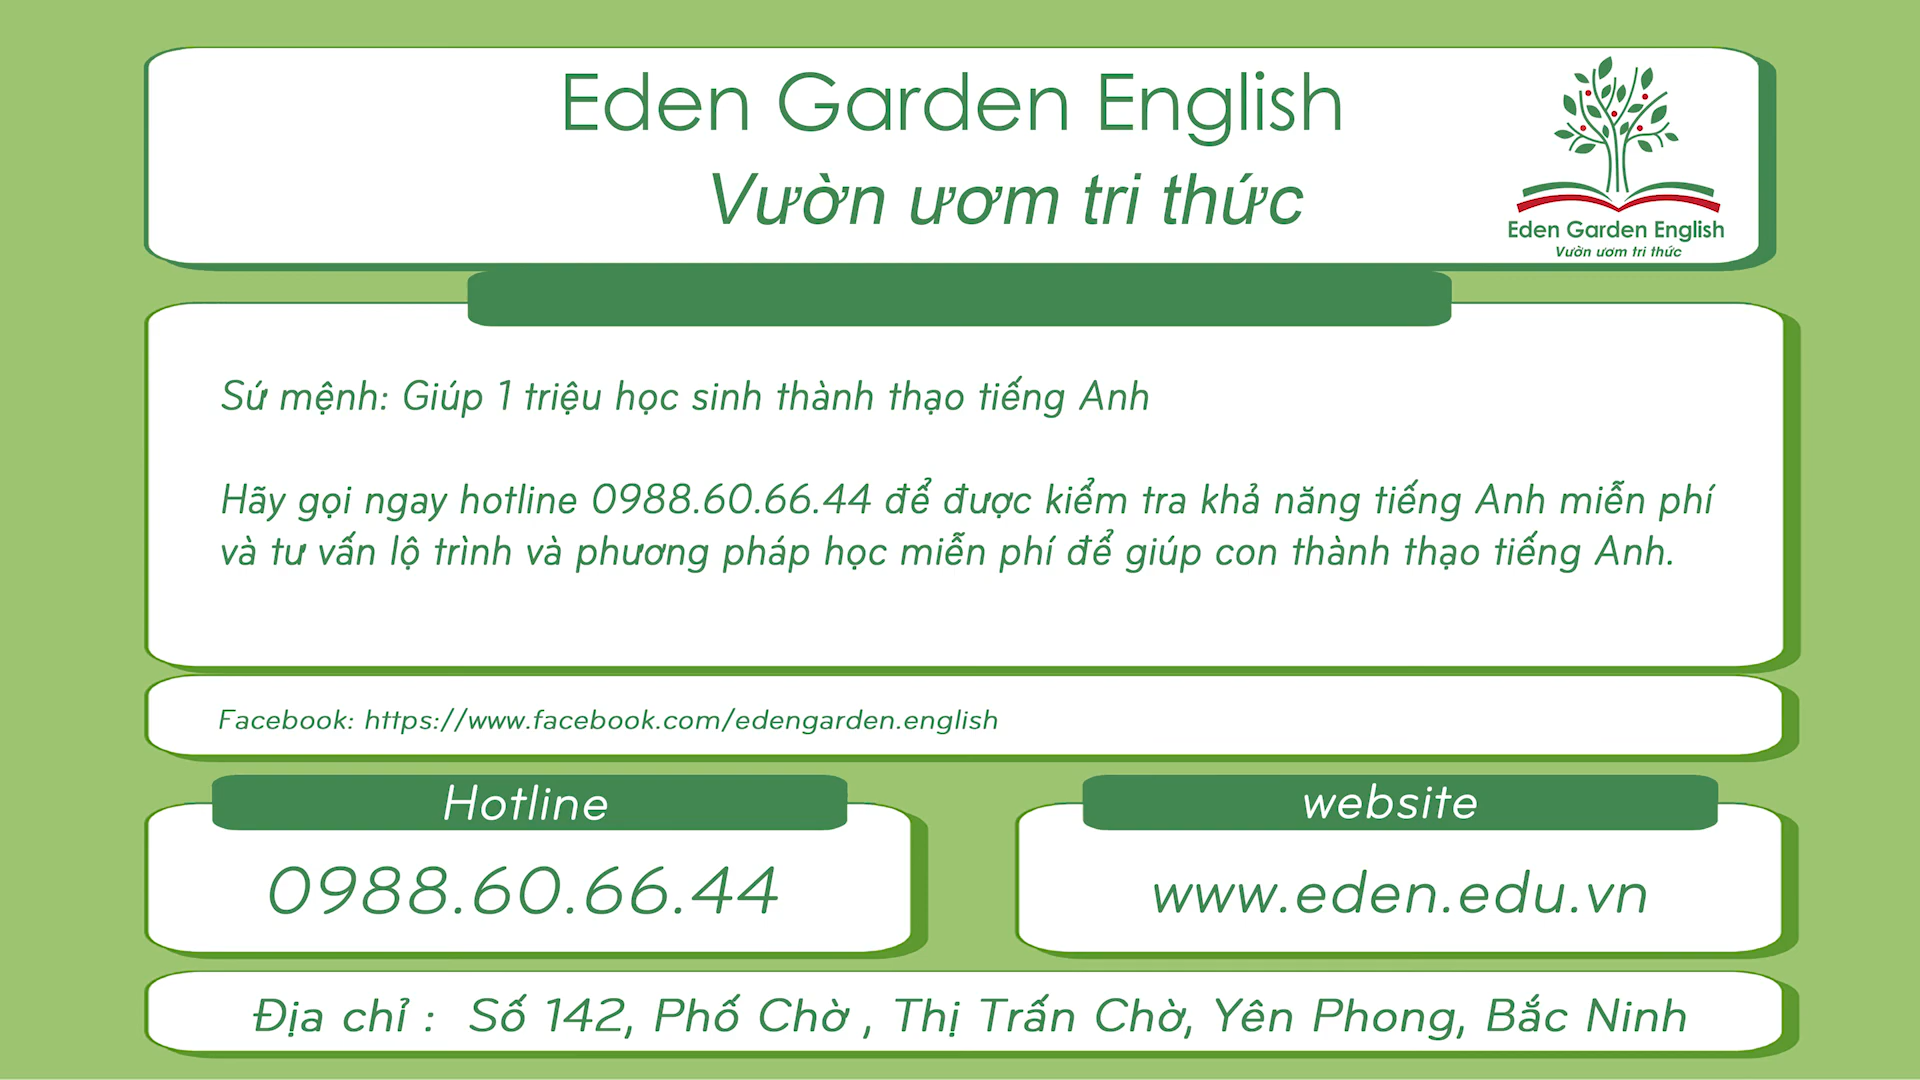 Eden Garden English
Vườn ươm tri thức
Eden Garden English
Vườn ươm tri thức
Sứ mệnh: Giúp 1 triệu học sinh thành thạo tiếng Anh
Hãy gọi ngay hotline 0988.60.66.44 để được kiểm tra khả năng tiếng Anh miễn phí
và tư vấn lộ trình và phương pháp học miễn phí để giúp con thành thạo tiếng Anh.
Facebook: https://www.facebook.com/edengarden.english
Hotline
0988.60.66.44
website
www.eden.edu.vn
Địa chỉ : Số 142, Phố Chờ , Thị Trấn Chờ, Yên Phong, Bắc Ninh